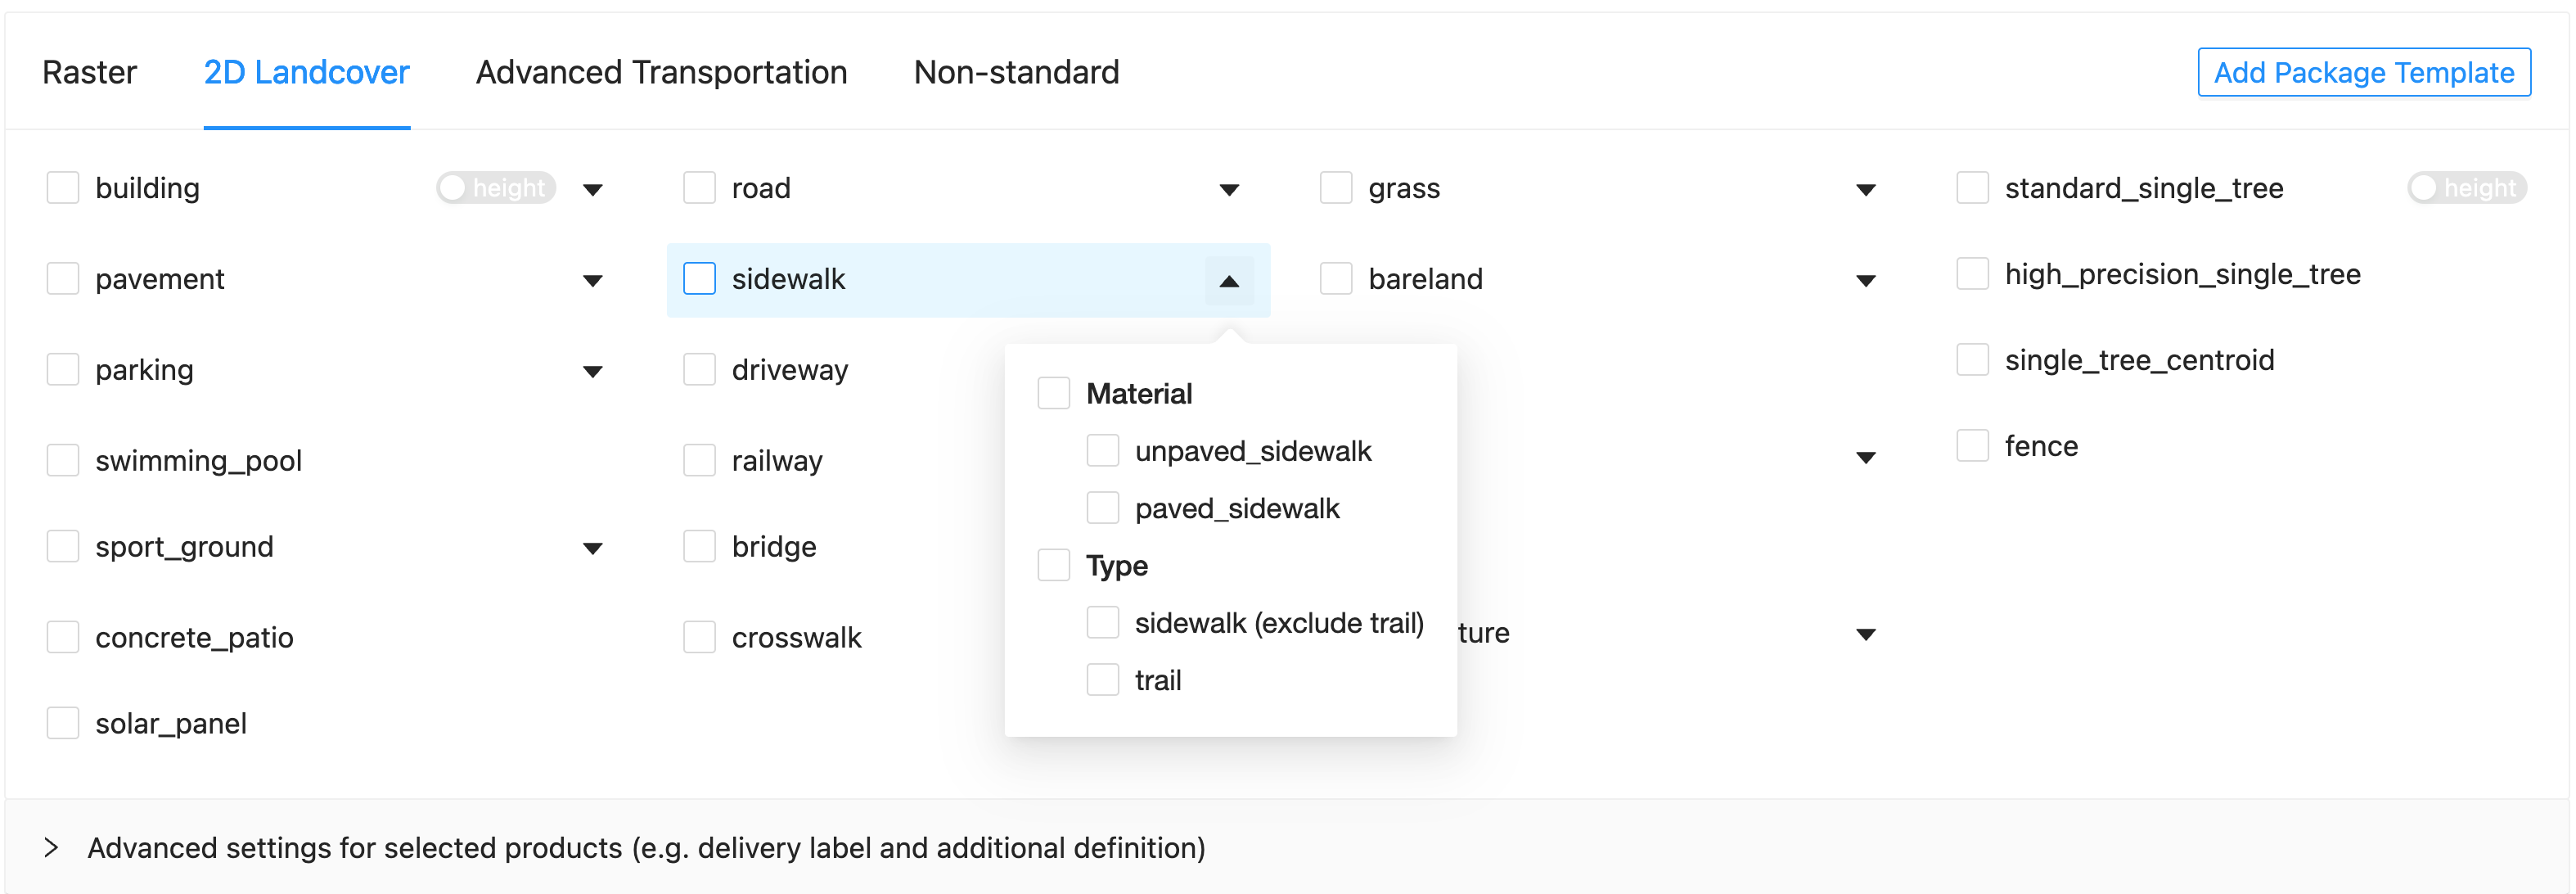 Raster 2D Landcover Advanced Transportation Non-standard Add Package Template
building height road grass standard_single_tree height
pavement sidewalk bareland high_precision_single_tree
parking driveway single_tree_centroid
swimming_pool railway fence
sport_ground bridge
concrete_patio crosswalk ture
solar_panel
Material
unpaved_sidewalk
paved_sidewalk
Type
sidewalk (exclude trail)
trail
Advanced settings for selected products (e.g. delivery label and additional definition)